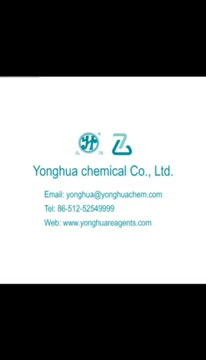 Yonghua chemical Co., Ltd.
Email: yonghua@yonghuachem.com
Tel: 86-512-52549999
Web: www.yonghuareagents.com